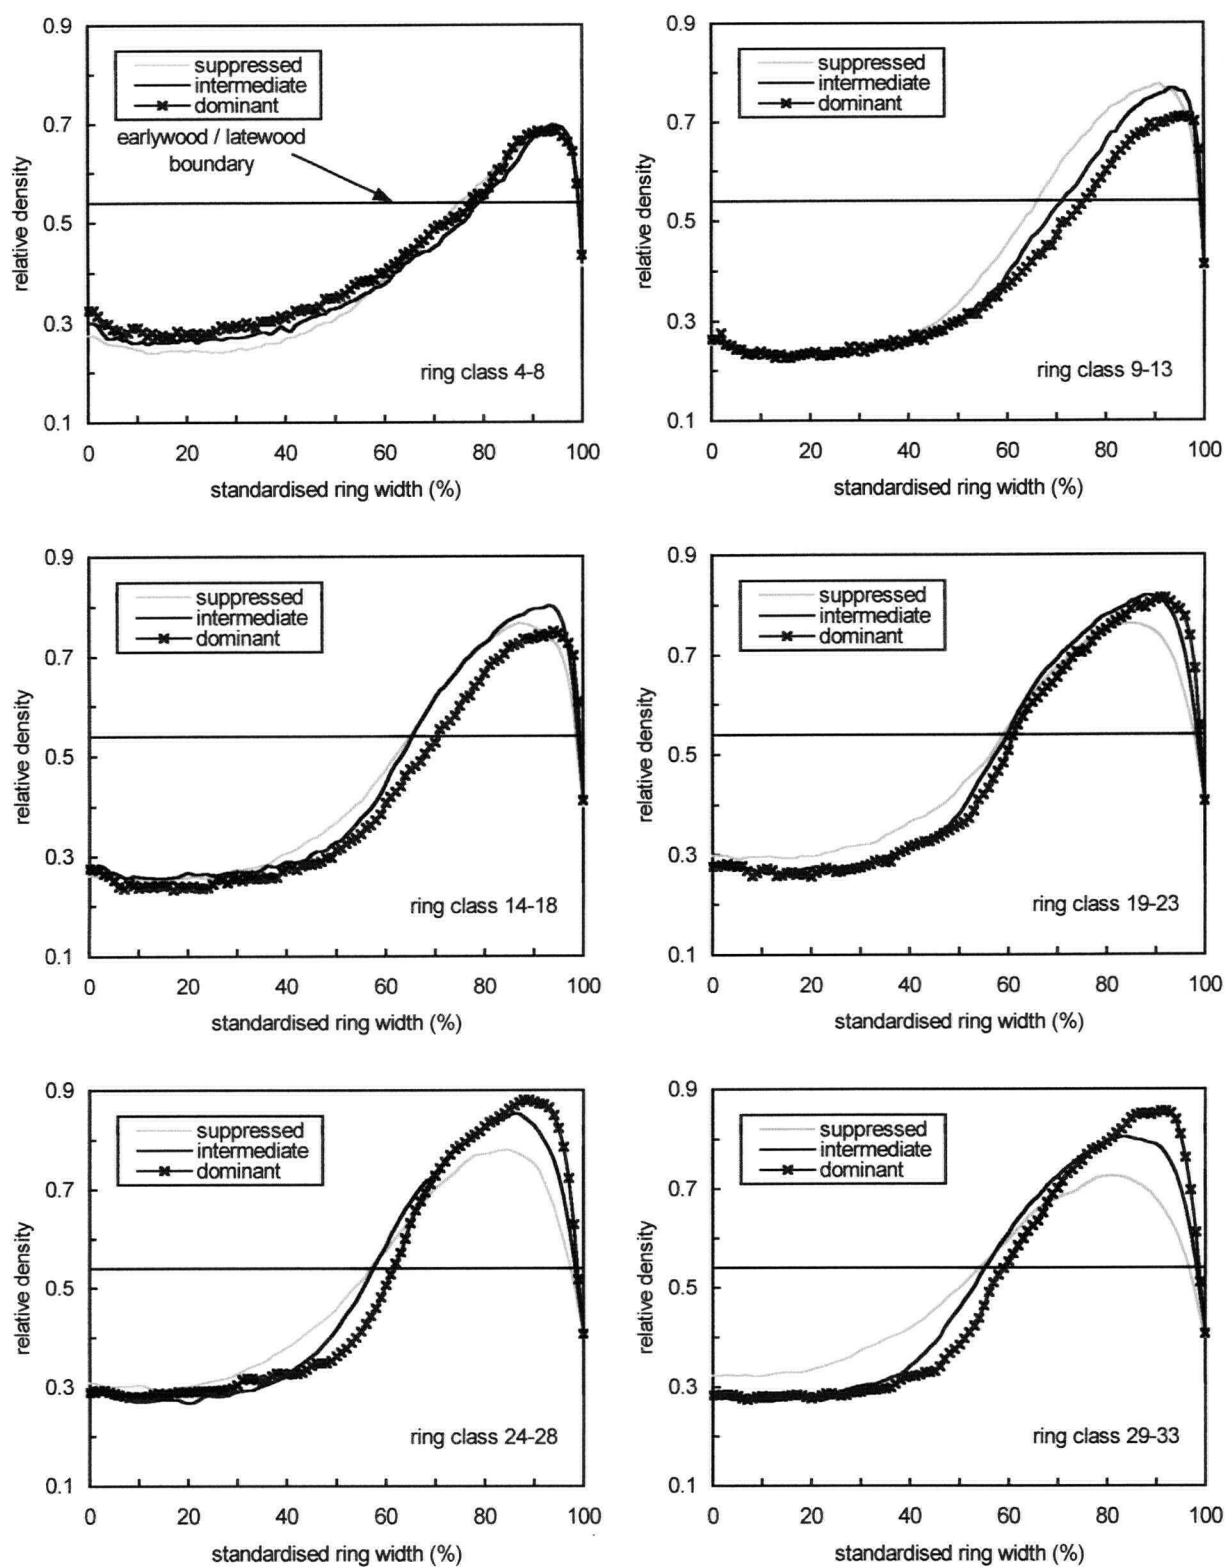 0.9
0.7
0.5
0.3
0.1
relative density
suppressed
intermediate
dominant
earlywood / latewood
boundary
ring class 4-8
0 20 40 60 80 100
standardised ring width (%)
0.9
0.7
0.5
0.3
0.1
relative density
suppressed
intermediate
dominant
ring class 9-13
0 20 40 60 80 100
standardised ring width (%)
0.9
0.7
0.5
0.3
0.1
relative density
suppressed
intermediate
dominant
ring class 14-18
0 20 40 60 80 100
standardised ring width (%)
0.9
0.7
0.5
0.3
0.1
relative density
suppressed
intermediate
dominant
ring class 19-23
0 20 40 60 80 100
standardised ring width (%)
0.9
0.7
0.5
0.3
0.1
relative density
suppressed
intermediate
dominant
ring class 24-28
0 20 40 60 80 100
standardised ring width (%)
0.9
0.7
0.5
0.3
0.1
relative density
suppressed
intermediate
dominant
ring class 29-33
0 20 40 60 80 100
standardised ring width (%)